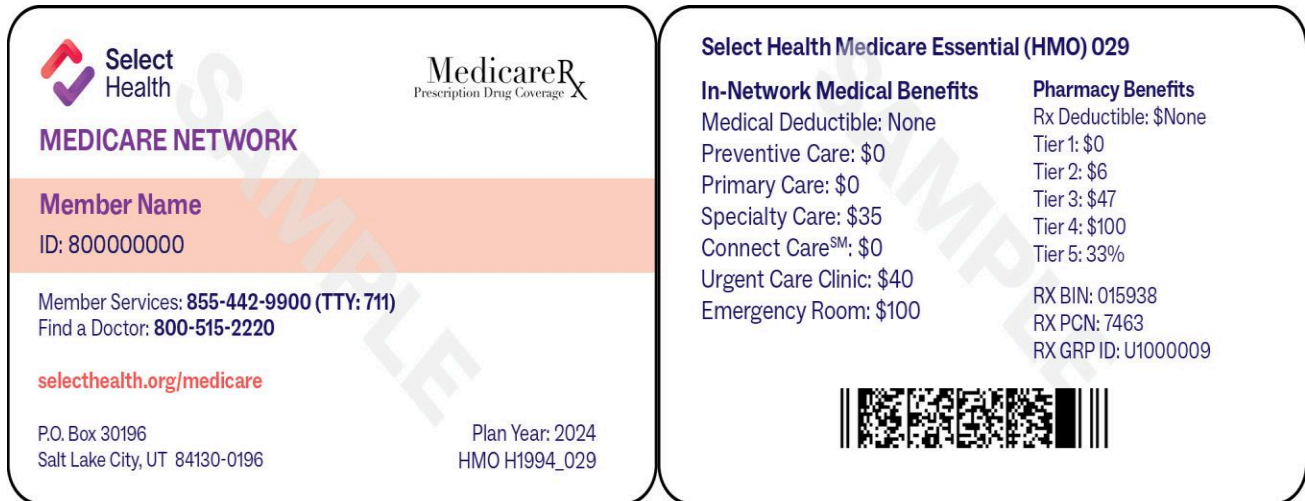 Select
Health
MedicareRx
Prescription Drug Coverage
MEDICARE NETWORK
Member Name
ID: 800000000
Member Services: 855-442-9900 (TTY: 711)
Find a Doctor: 800-515-2220
selecthealth.org/medicare
P.O. Box 30196
Salt Lake City, UT 84130-0196
Plan Year: 2024
HMO H1994_029
SAMPLE
Select Health Medicare Essential (HMO) 029
In-Network Medical Benefits
Medical Deductible: None
Preventive Care: $0
Primary Care: $0
Specialty Care: $35
Connect Care℠: $0
Urgent Care Clinic: $40
Emergency Room: $100
Pharmacy Benefits
Rx Deductible: $None
Tier 1: $0
Tier 2: $6
Tier 3: $47
Tier 4: $100
Tier 5: 33%
RX BIN: 015938
RX PCN: 7463
RX GRP ID: U1000009
SAMPLE